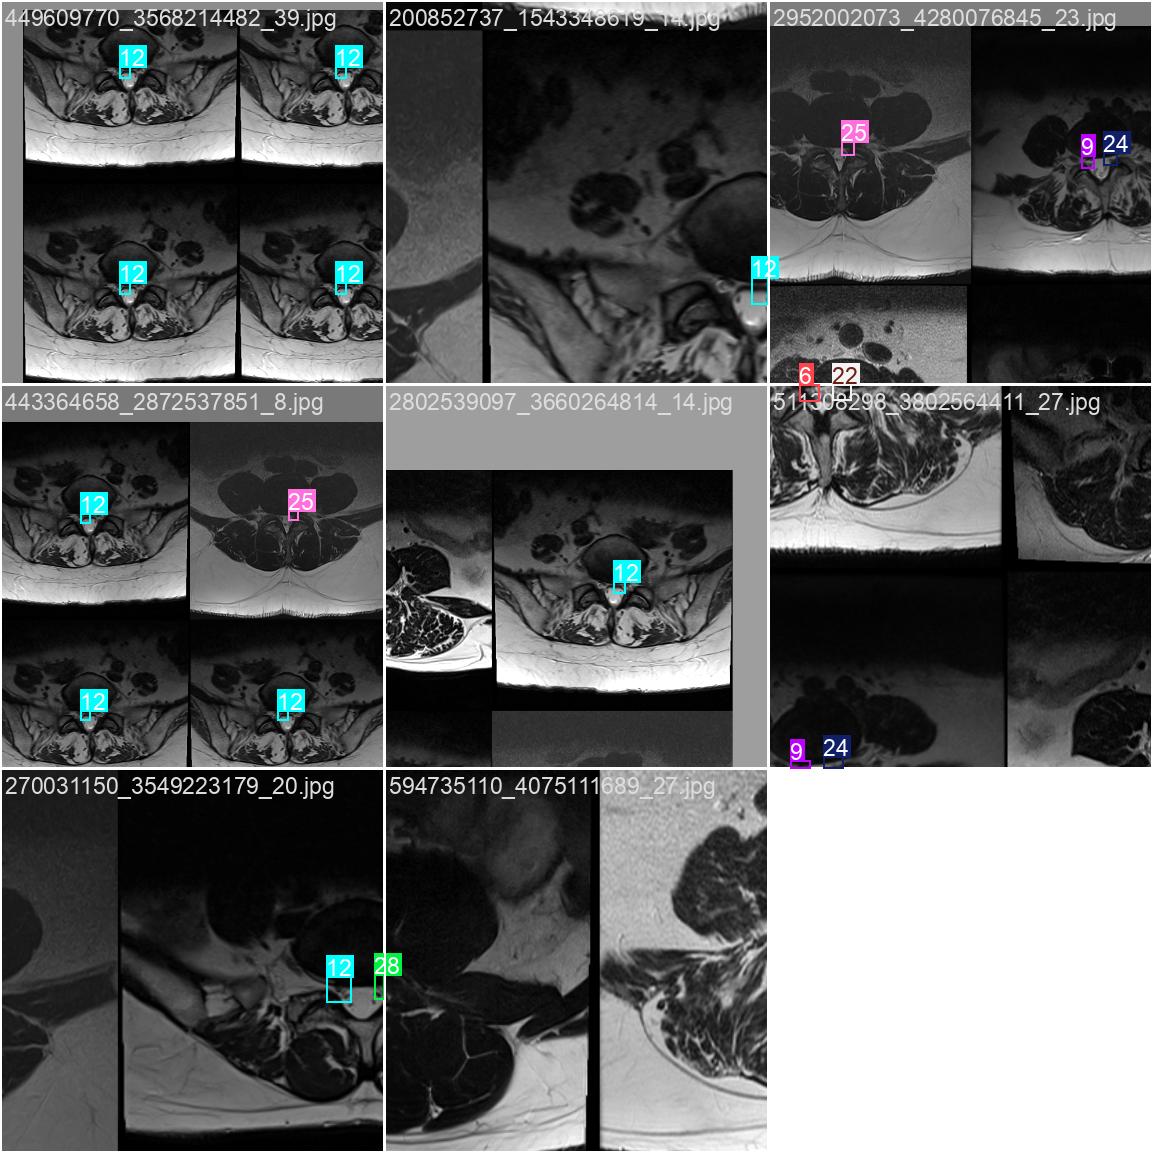 449609770_3568214482_39.jpg
12
12
12
12
200852737_1543348619_14.jpg
12
2952002073_4280076845_23.jpg
25
9
24
6
22
443364658_2872537851_8.jpg
12
25
12
12
2802539097_3660264814_14.jpg
12
9
24
270031150_3549223179_20.jpg
12
28
594735110_4075111689_27.jpg